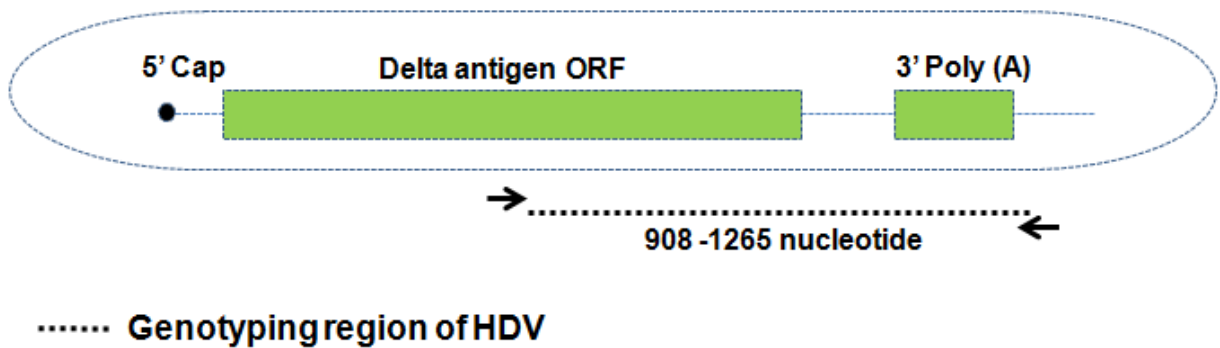 5' Cap
Delta antigen ORF
3' Poly (A)
908 -1265 nucleotide
Genotyping region of HDV